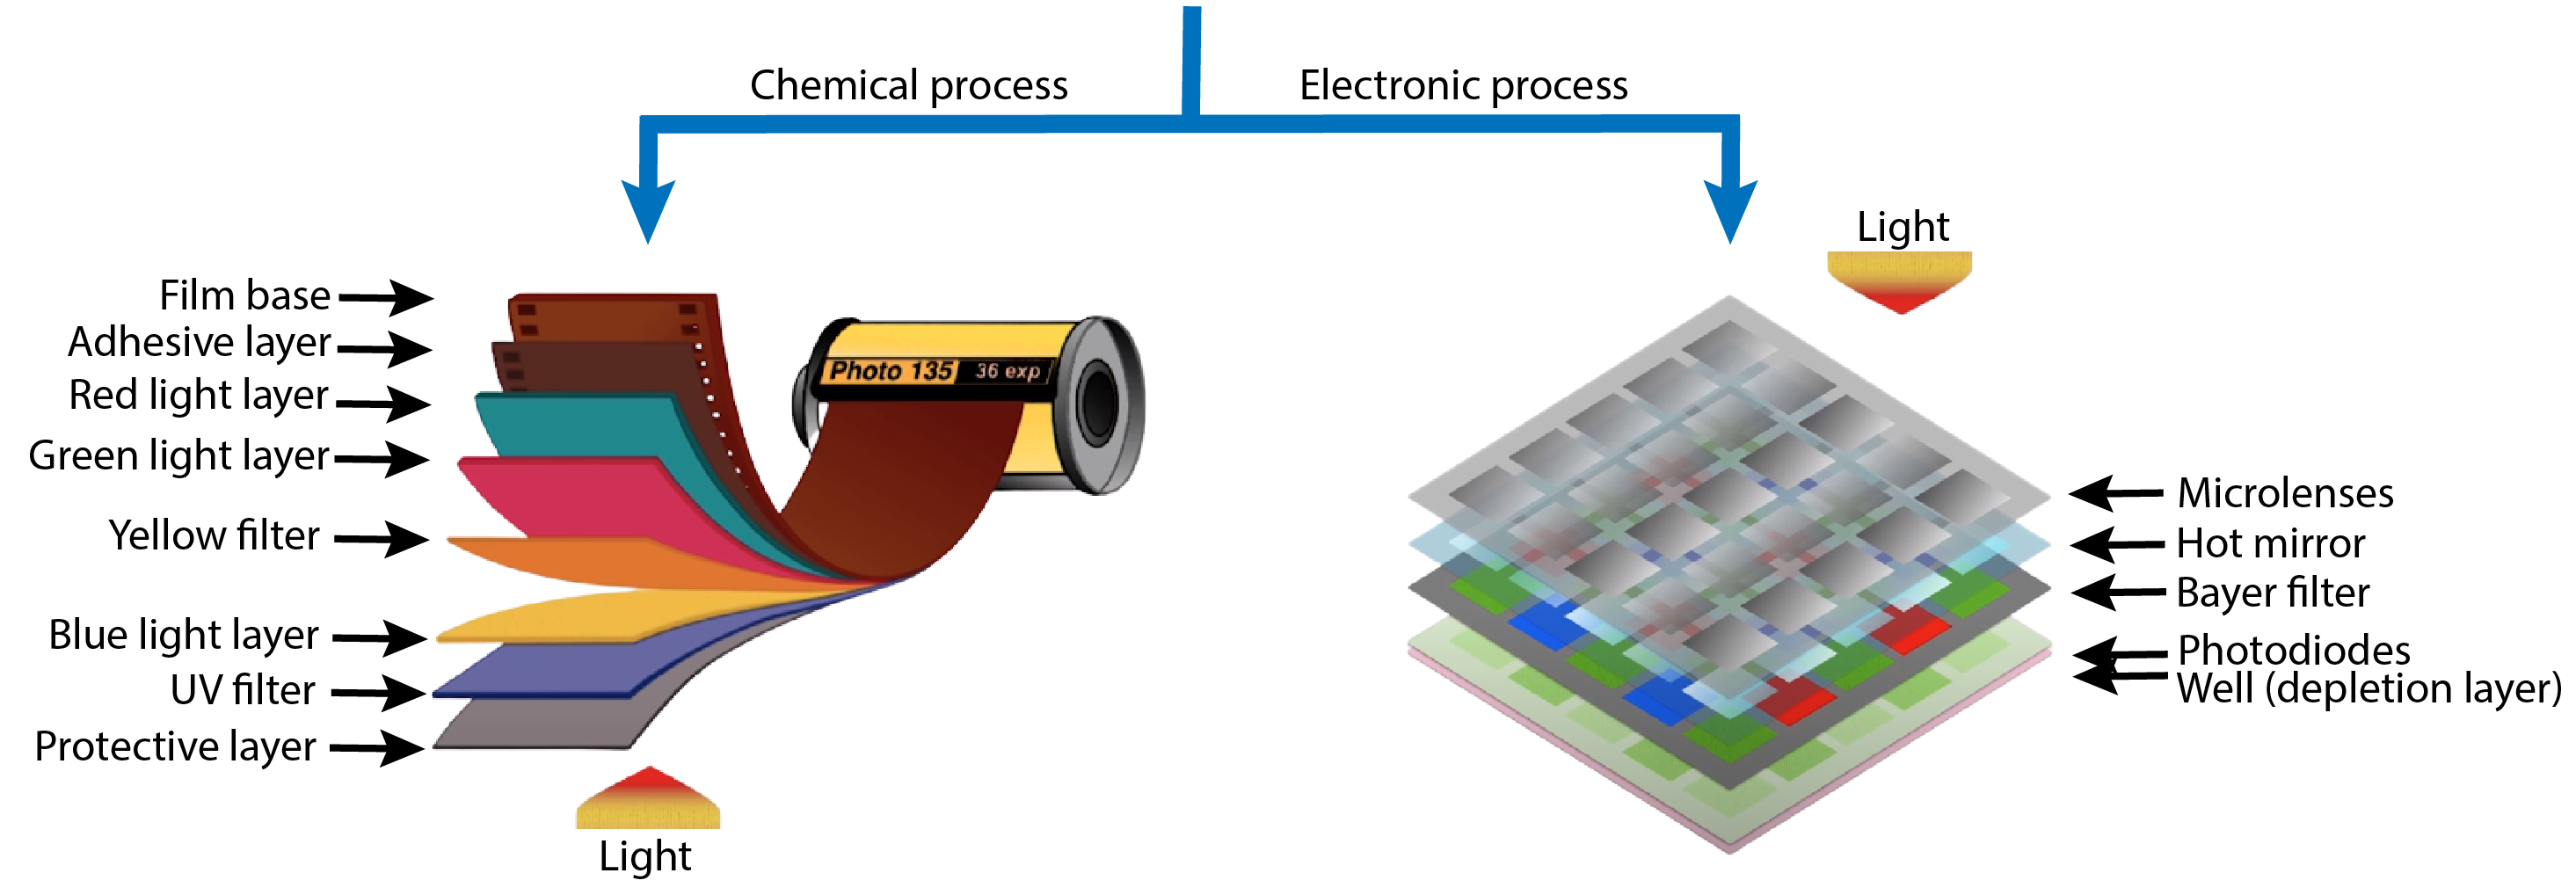 Chemical process
Electronic process
Light
Film base
Adhesive layer
Red light layer
Green light layer
Yellow filter
Blue light layer
UV filter
Protective layer
Photo 135 36 exp
Light
Microlenses
Hot mirror
Bayer filter
Photodiodes
Well (depletion layer)